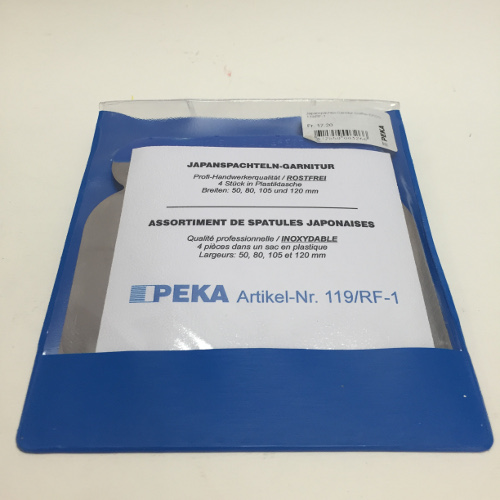 PEKA
JAPANSPACHTELN-GARNITUR
Profi-Handwerkerqualität / ROSTFREI
4 Stück in Plastiktasche
Breiten: 50, 80, 105 und 120 mm
ASSORTIMENT DE SPATULES JAPONAISES
Qualité professionnelle / INOXYDABLE
4 pièces dans un sac en plastique
Largeurs: 50, 80, 105 et 120 mm
PEKA Artikel-Nr. 119/RF-1